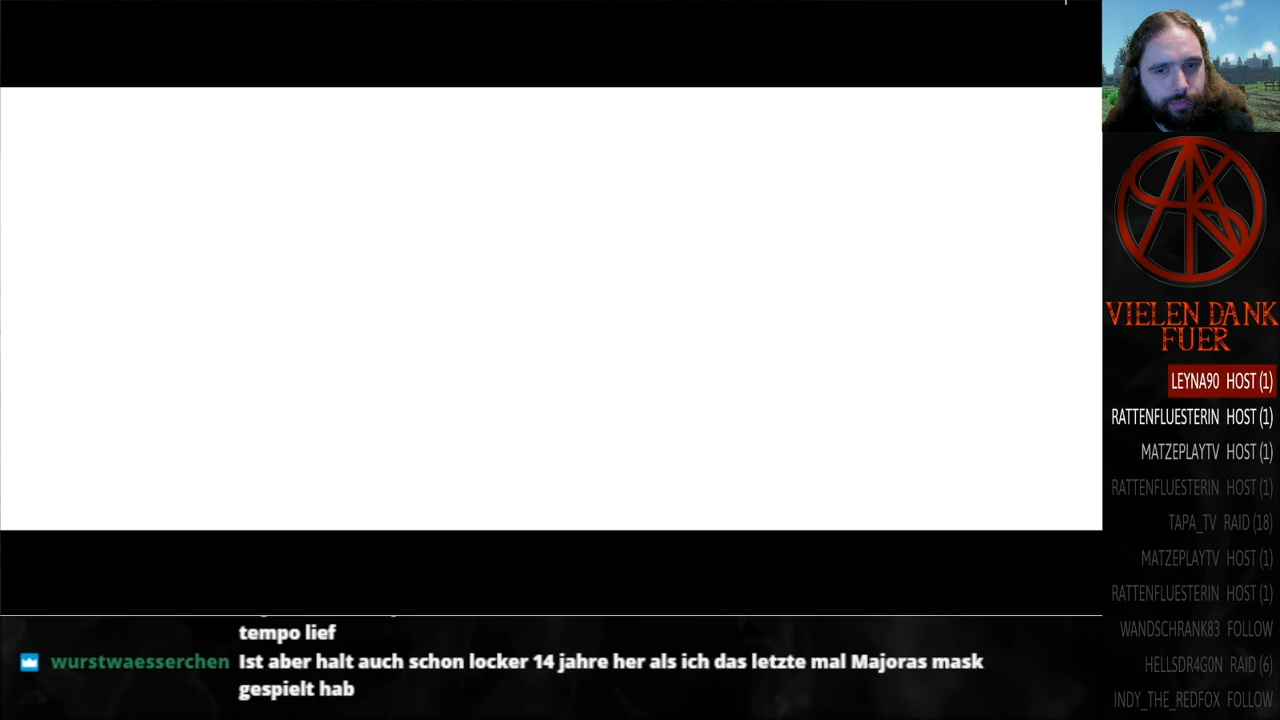 VIELEN DANK
FUER
LEYNA90 HOST (1)
RATTENFLUESTERIN HOST (1)
MATZEPLAYTV HOST (1)
RATTENFLUESTERIN HOST (1)
TAPA_TV RAID (18)
MATZEPLAYTV HOST (1)
RATTENFLUESTERIN HOST (1)
WANDSCHRANK83 FOLLOW
HELLSDR4G0N RAID (6)
INDY_THE_REDFOX FOLLOW
tempo lief
wurstwaesserchen Ist aber halt auch schon locker 14 jahre her als ich das letzte mal Majoras mask
gespielt hab